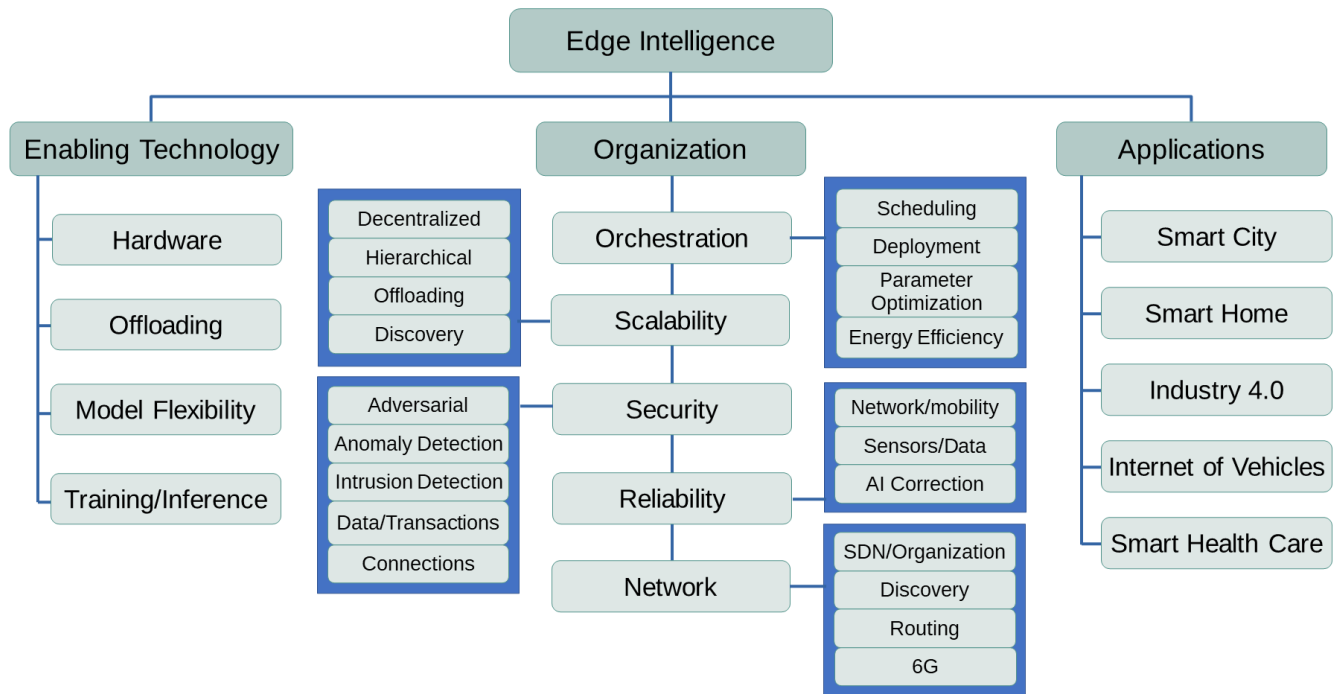 Edge Intelligence
Enabling Technology
Hardware
Offloading
Model Flexibility
Training/Inference
Organization
Orchestration
Scheduling
Deployment
Parameter
Optimization
Energy Efficiency
Scalability
Decentralized
Hierarchical
Offloading
Discovery
Security
Adversarial
Anomaly Detection
Intrusion Detection
Data/Transactions
Connections
Reliability
Network/mobility
Sensors/Data
AI Correction
Network
SDN/Organization
Discovery
Routing
6G
Applications
Smart City
Smart Home
Industry 4.0
Internet of Vehicles
Smart Health Care